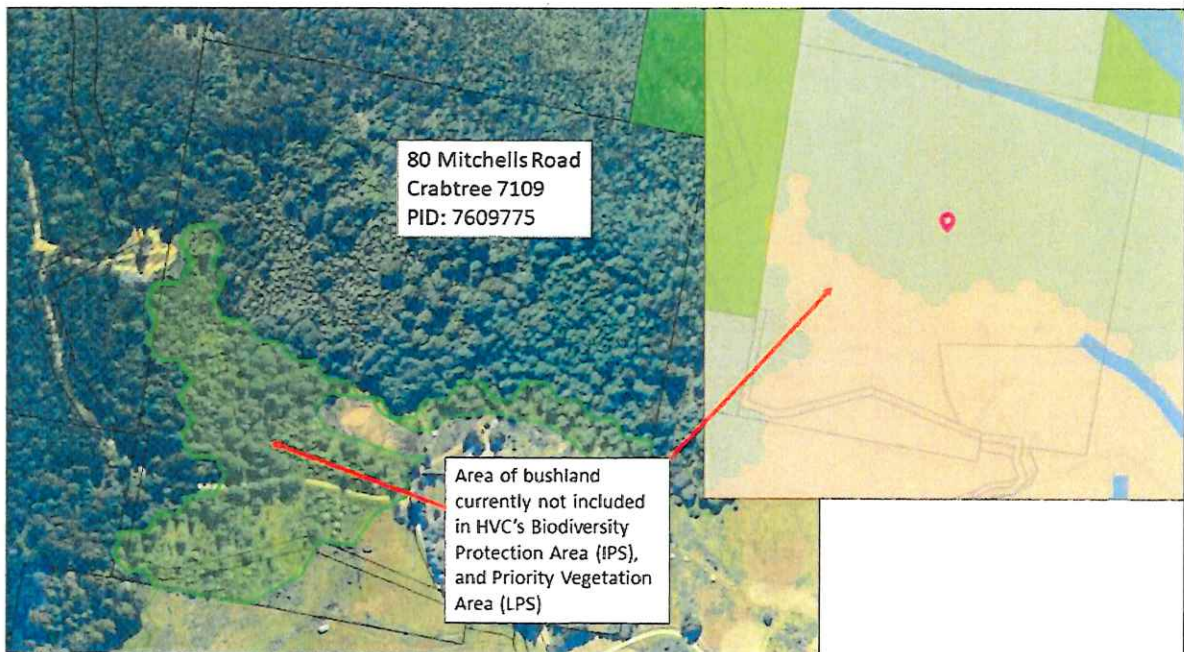 80 Mitchells Road
Crabtree 7109
PID: 7609775
Area of bushland
currently not included
in HVC's Biodiversity
Protection Area (IPS),
and Priority Vegetation
Area (LPS)